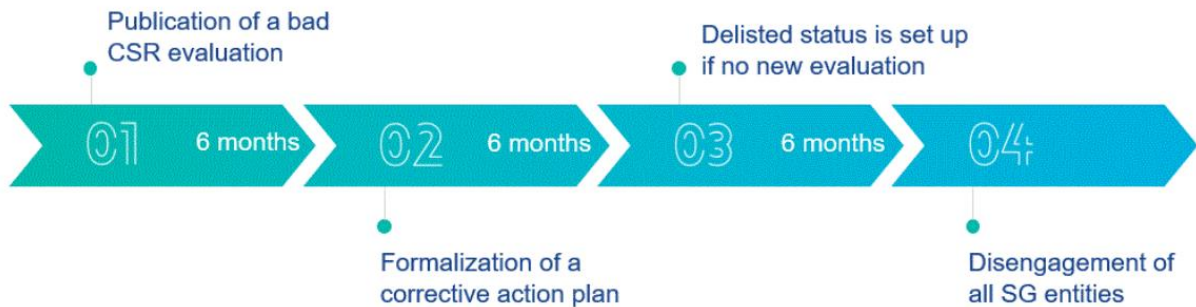 Publication of a bad
CSR evaluation
Delisted status is set up
if no new evaluation
01 6 months 02 6 months 03 6 months 04
Formalization of a
corrective action plan
Disengagement of
all SG entities